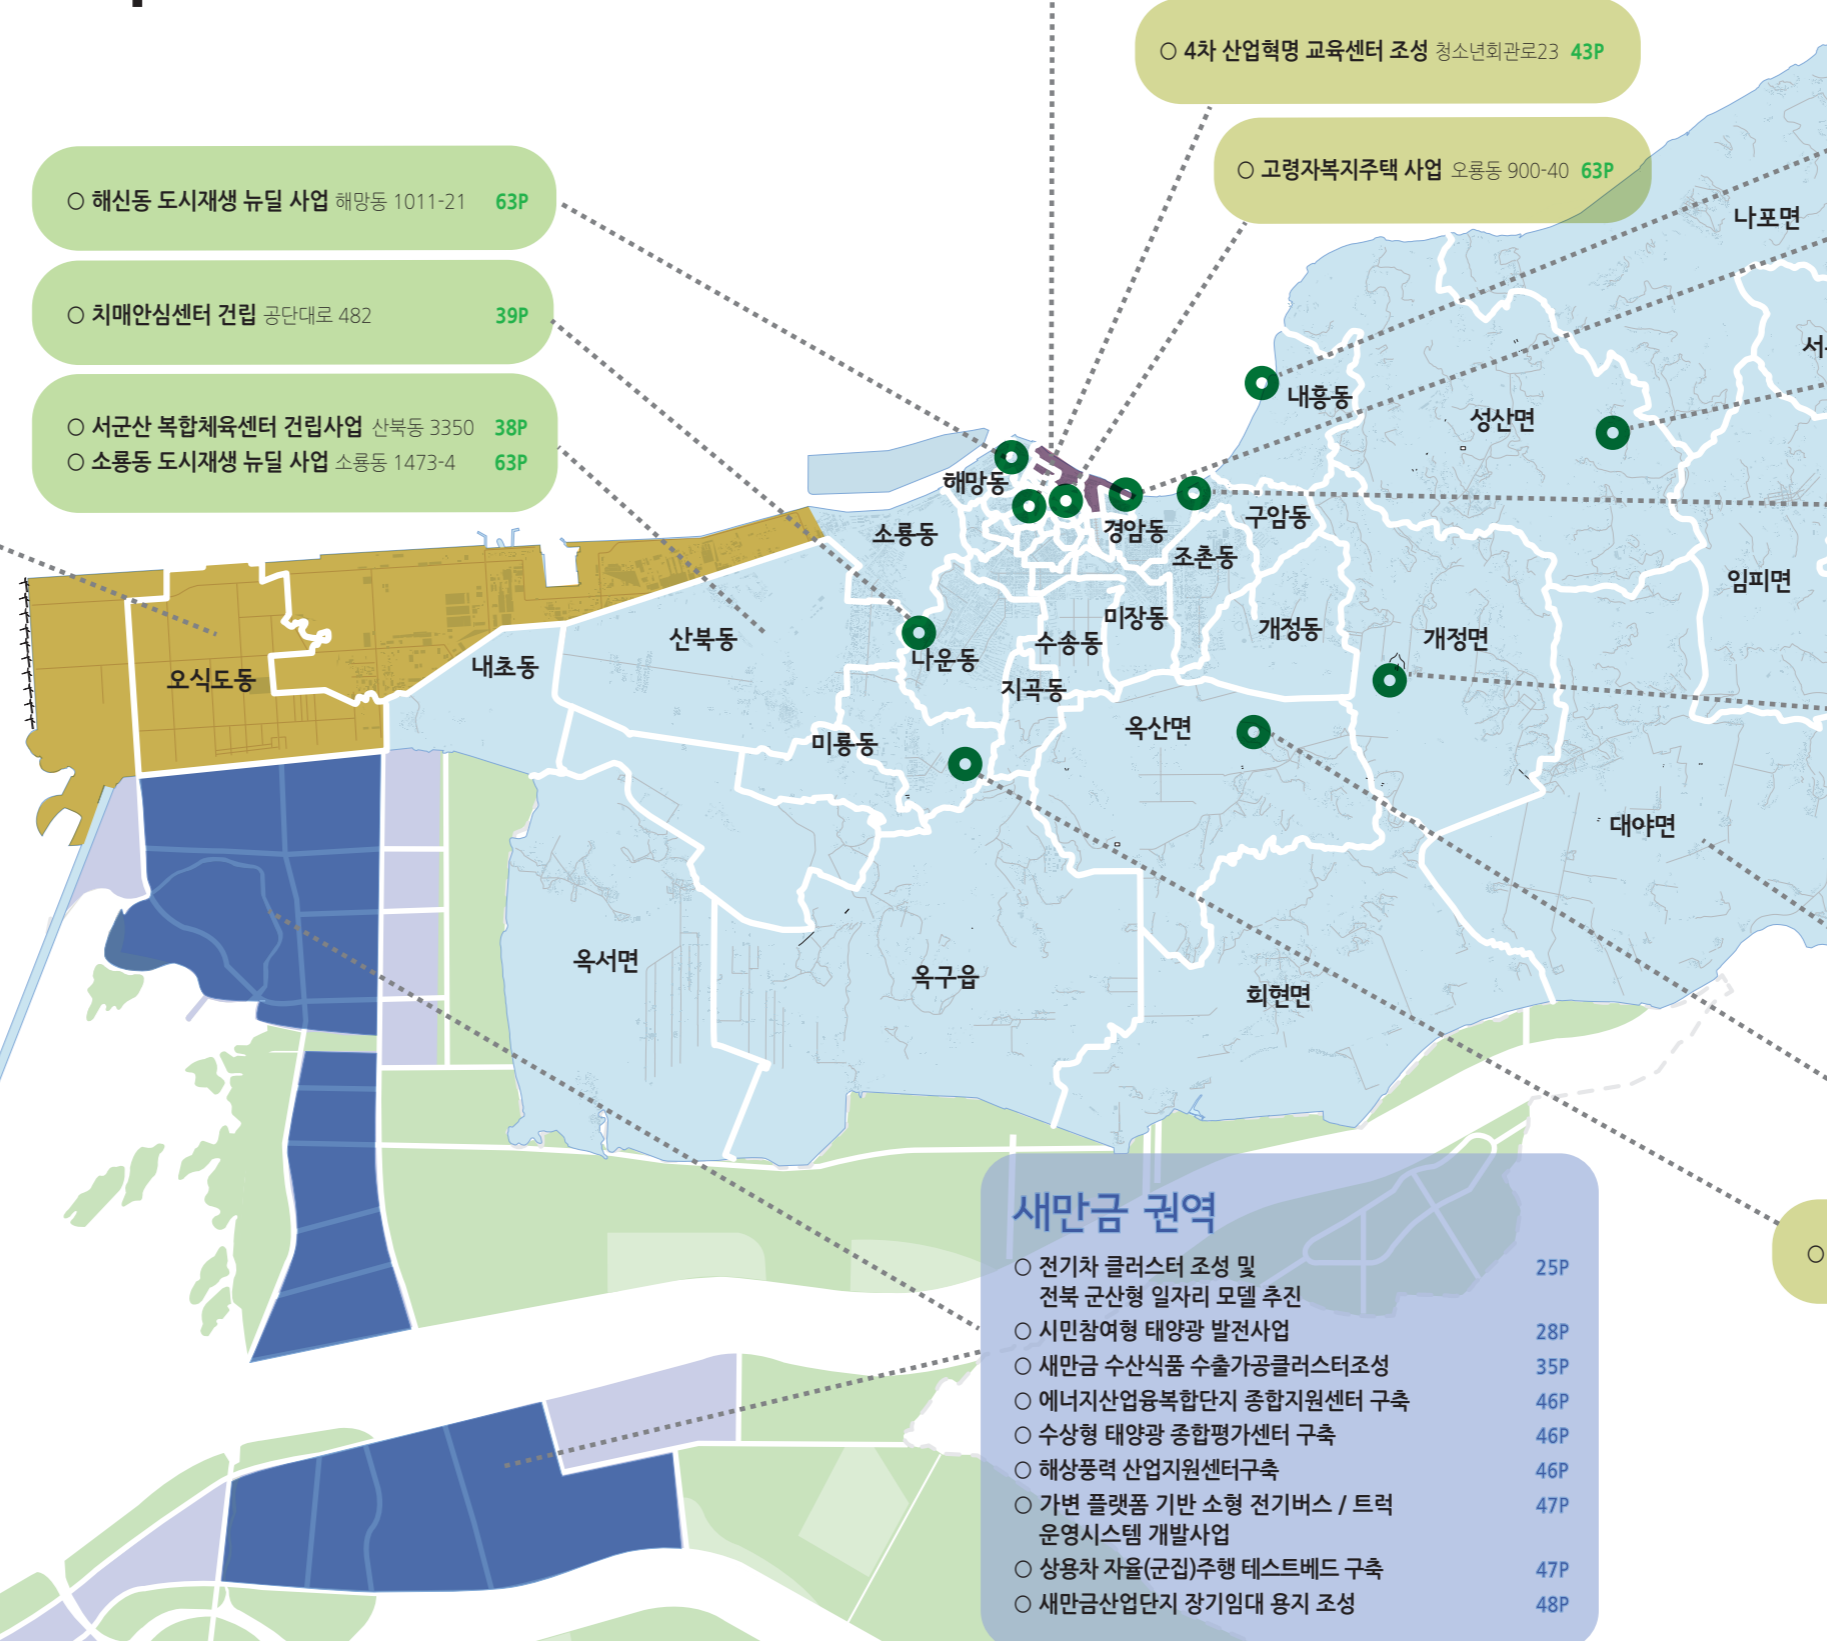 ○ 4차 산업혁명 교육센터 조성 청소년회관로23 43P
○ 고령자복지주택 사업 오룡동 900-40 63P
○ 해신동 도시재생 뉴딜 사업 해망동 1011-21 63P
○ 치매안심센터 건립 공단대로 482 39P
○ 서군산 복합체육센터 건립사업 산북동 3350 38P
○ 소룡동 도시재생 뉴딜 사업 소룡동 1473-4 63P
나포면
내흥동
성산면
해망동
소룡동
경암동
구암동
조촌동
임피면
미장동
개정동
개정면
산북동
수송동
나운동
내초동
오식도동
지곡동
옥산면
미룡동
대야면
옥서면
옥구읍
회현면
새만금 권역
○ 전기차 클러스터 조성 및 25P
전북 군산형 일자리 모델 추진
○ 시민참여형 태양광 발전사업 28P
○ 새만금 수산식품 수출가공클러스터조성 35P
○ 에너지산업융복합단지 종합지원센터 구축 46P
○ 수상형 태양광 종합평가센터 구축 46P
○ 해상풍력 산업지원센터구축 46P
○ 가변 플랫폼 기반 소형 전기버스 / 트럭 47P
운영시스템 개발사업
○ 상용차 자율(군집)주행 테스트베드 구축 47P
○ 새만금산업단지 장기임대 용지 조성 48P